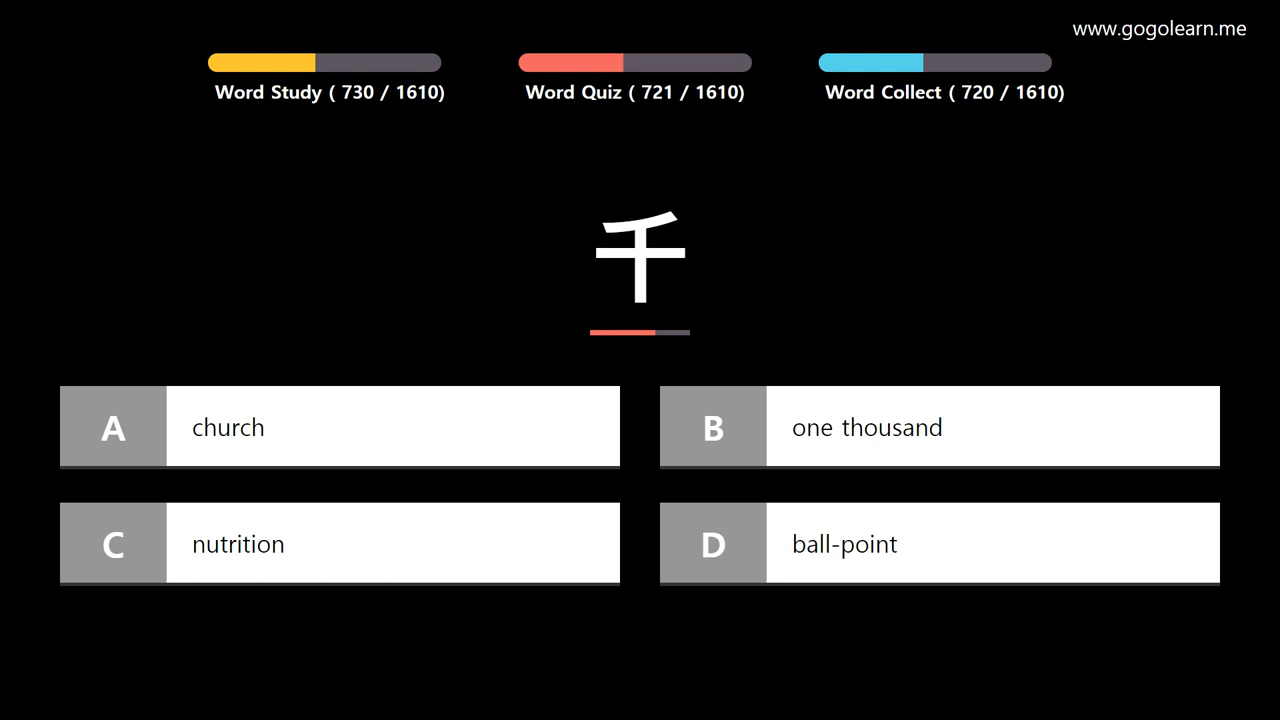 www.gogolearn.me
Word Study ( 730 / 1610)
Word Quiz ( 721 / 1610)
Word Collect ( 720 / 1610)
千
A church
B one thousand
C nutrition
D ball-point